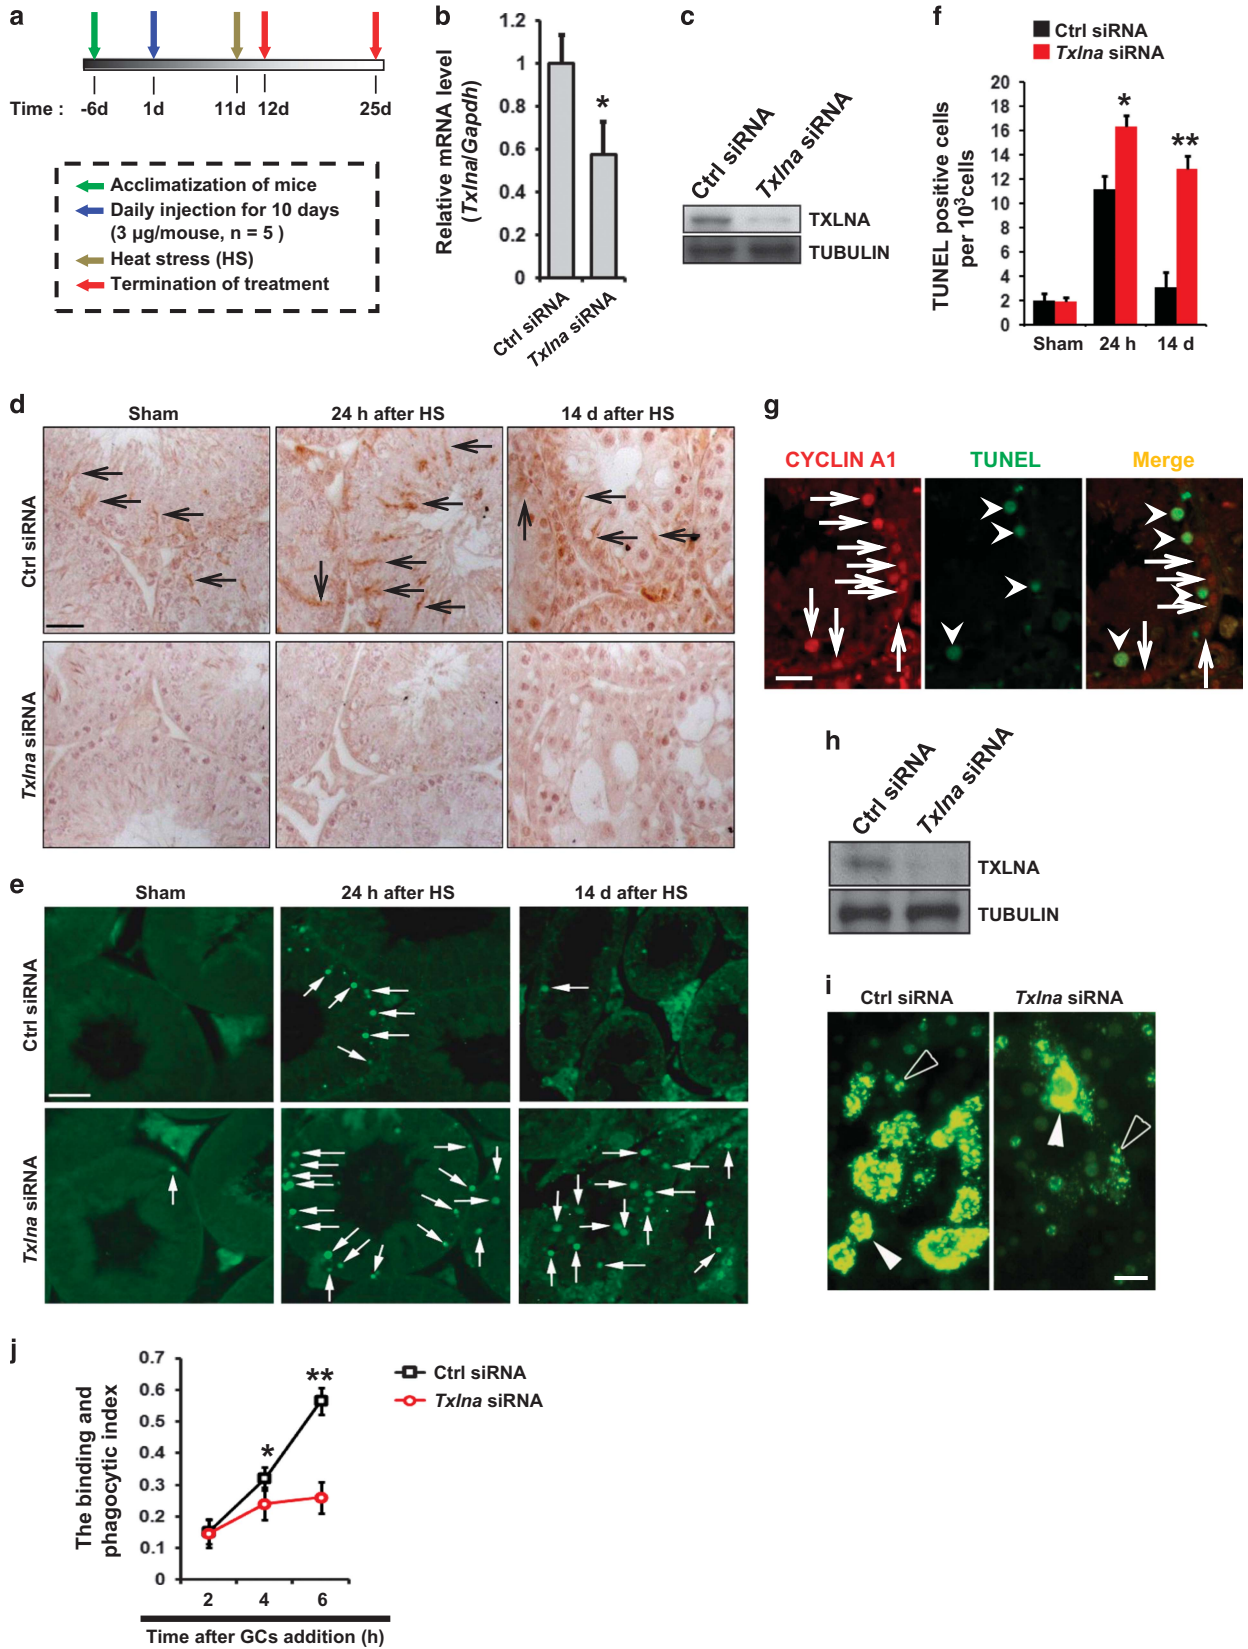 a
Time :
-6d
1d
11d
12d
25d
Acclimatization of mice
Daily injection for 10 days
(3 µg/mouse, n = 5 )
Heat stress (HS)
Termination of treatment
b
Relative mRNA level
(Txlna/Gapdh)
1.2
1
0.8
0.6
0.4
0.2
0
*
Ctrl siRNA
Txlna siRNA
c
Ctrl siRNA
Txlna siRNA
TXLNA
TUBULIN
f
Ctrl siRNA
Txlna siRNA
TUNEL positive cells
per 10³cells
20
18
16
14
12
10
8
6
4
2
0
*
**
Sham
24 h
14 d
d
Sham
24 h after HS
14 d after HS
Ctrl siRNA
Txlna siRNA
g
CYCLIN A1
TUNEL
Merge
h
Ctrl siRNA
Txlna siRNA
TXLNA
TUBULIN
e
Sham
24 h after HS
14 d after HS
Ctrl siRNA
Txlna siRNA
i
Ctrl siRNA
Txlna siRNA
j
The binding and
phagocytic index
0.7
0.6
0.5
0.4
0.3
0.2
0.1
0
*
**
Ctrl siRNA
Txlna siRNA
2
4
6
Time after GCs addition (h)